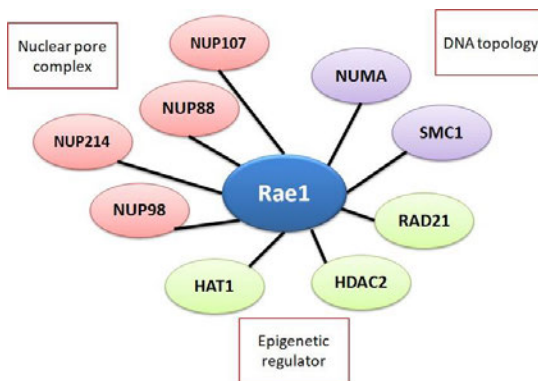 NUP107
Nuclear pore
complex
DNA topology
NUMA
NUP88
SMC1
NUP214
Rae1
NUP98
RAD21
HAT1
HDAC2
Epigenetic
regulator